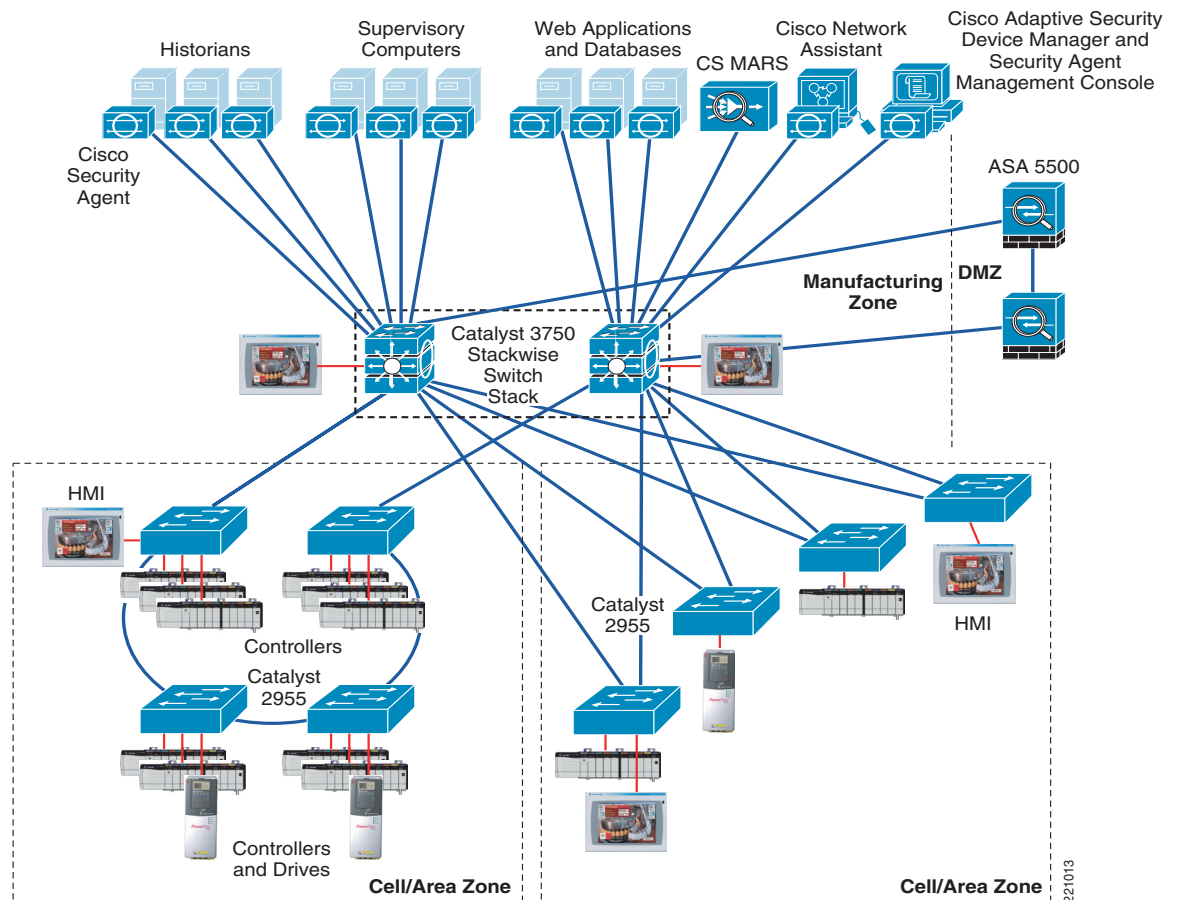 Historians
Supervisory
Computers
Web Applications
and Databases
CS MARS
Cisco Network
Assistant
Cisco Adaptive Security
Device Manager and
Security Agent
Management Console
Cisco
Security
Agent
ASA 5500
Manufacturing
Zone
DMZ
Catalyst 3750
Stackwise
Switch
Stack
HMI
Controllers
Catalyst
2955
Controllers
and Drives
Cell/Area Zone
Catalyst
2955
HMI
Cell/Area Zone
221013